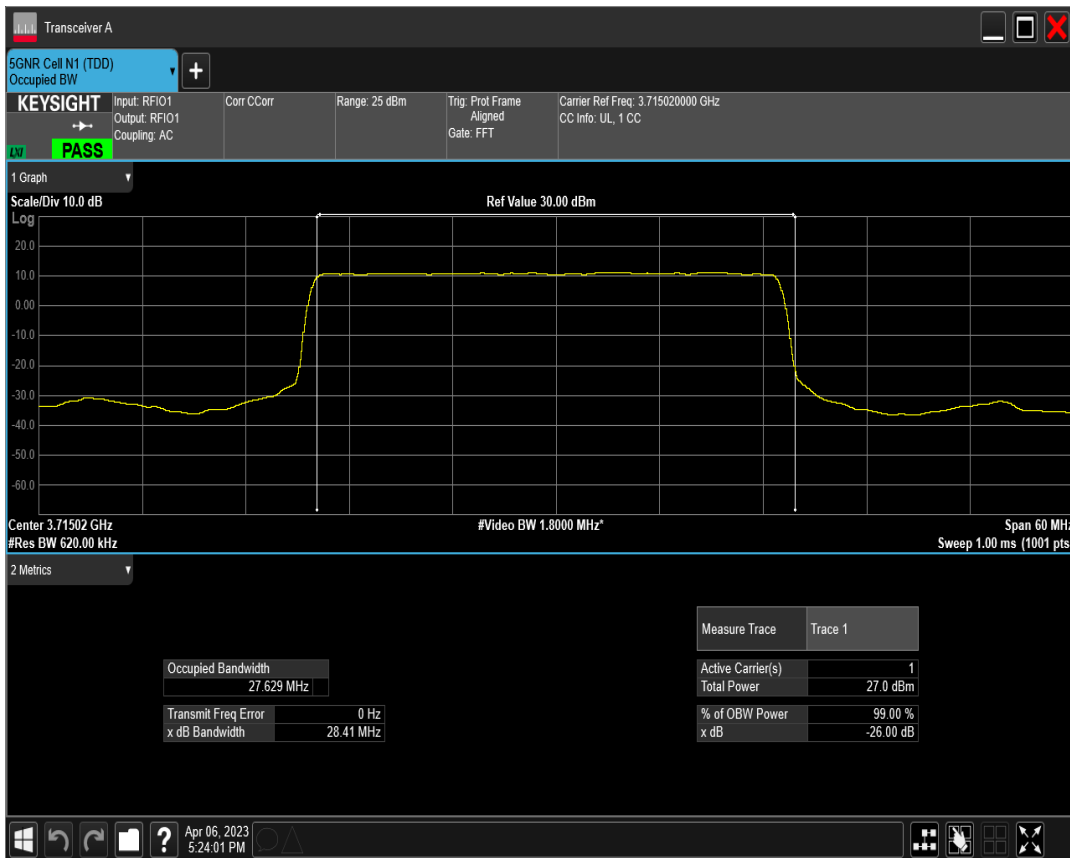 Transceiver A
5GNR Cell N1 (TDD)
Occupied BW
+
KEYSIGHT
LXI
PASS
Input: RFIO1
Output: RFIO1
Coupling: AC
Corr CCorr
Range: 25 dBm
Trig: Prot Frame
Aligned
Gate: FFT
Carrier Ref Freq: 3.715020000 GHz
CC Info: UL, 1 CC
1 Graph
Scale/Div 10.0 dB
Ref Value 30.00 dBm
Log
20.0
10.0
0.00
-10.0
-20.0
-30.0
-40.0
-50.0
-60.0
Center 3.71502 GHz
#Video BW 1.8000 MHz*
Span 60 MHz
#Res BW 620.00 kHz
Sweep 1.00 ms (1001 pts
2 Metrics
Measure Trace Trace 1
Occupied Bandwidth
27.629 MHz
Active Carrier(s) 1
Total Power 27.0 dBm
Transmit Freq Error 0 Hz
x dB Bandwidth 28.41 MHz
% of OBW Power 99.00 %
x dB -26.00 dB
?
Apr 06, 2023
5:24:01 PM